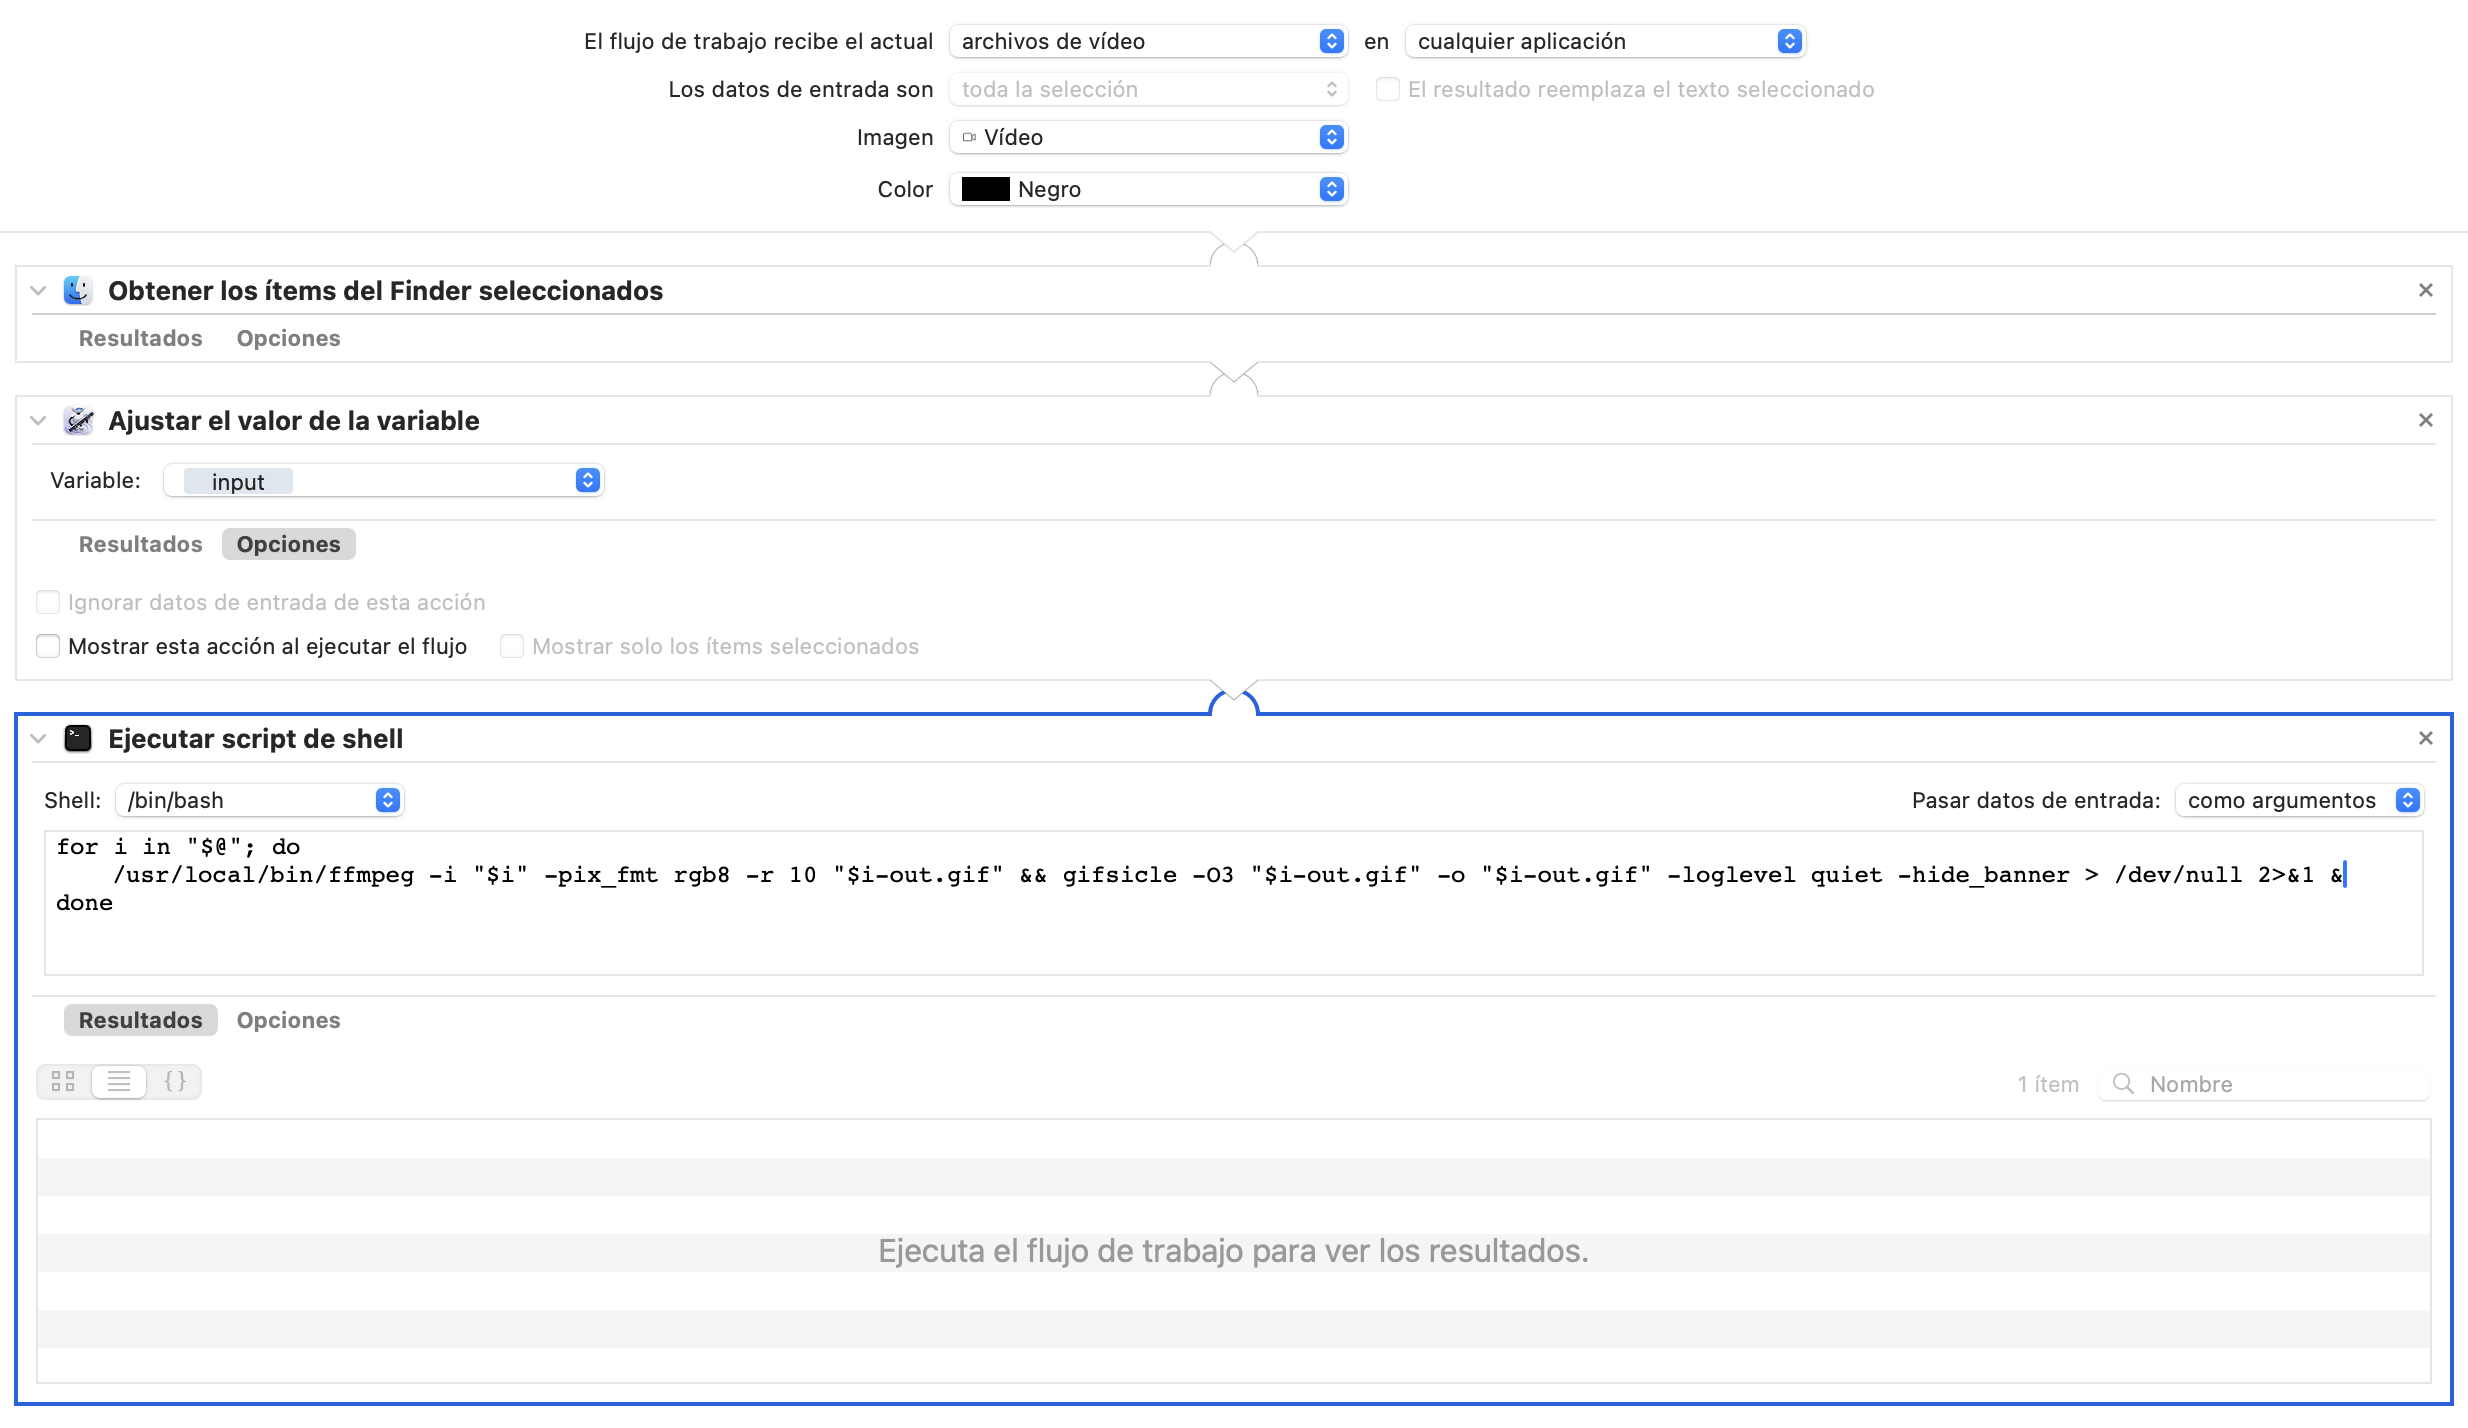 El flujo de trabajo recibe el actual archivos de vídeo en cualquier aplicación
Los datos de entrada son toda la selección El resultado reemplaza el texto seleccionado
Imagen Vídeo
Color Negro
Obtener los ítems del Finder seleccionados
Resultados Opciones
Ajustar el valor de la variable
Variable: input
Resultados Opciones
Ignorar datos de entrada de esta acción
Mostrar esta acción al ejecutar el flujo Mostrar solo los ítems seleccionados
Ejecutar script de shell
Shell: /bin/bash Pasar datos de entrada: como argumentos
for i in "$@"; do
/usr/local/bin/ffmpeg -i "$i" -pix_fmt rgb8 -r 10 "$i-out.gif" && gifsicle -O3 "$i-out.gif" -o "$i-out.gif" -loglevel quiet -hide_banner > /dev/null 2>&1 &
done
Resultados Opciones
{} 1 ítem Nombre
Ejecuta el flujo de trabajo para ver los resultados.